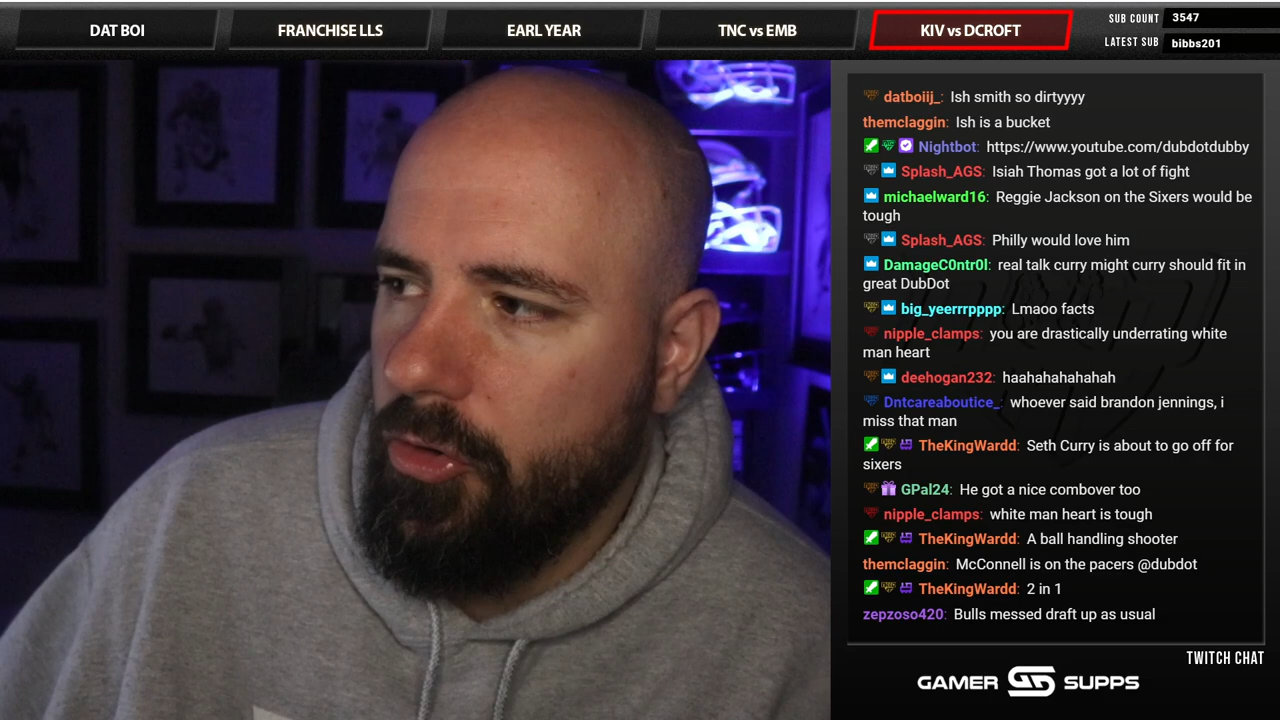 DAT BOI
FRANCHISE LLS
EARL YEAR
TNC vs EMB
KIV vs DCROFT
SUB COUNT 3547
LATEST SUB bibbs201
datboiij_: Ish smith so dirtyyyy
themclaggin: Ish is a bucket
Nightbot: https://www.youtube.com/dubdotdubby
Splash_AGS: Isiah Thomas got a lot of fight
michaelward16: Reggie Jackson on the Sixers would be
tough
Splash_AGS: Philly would love him
DamageC0ntr0l: real talk curry might curry should fit in
great DubDot
big_yeerrrpppp: Lmaoo facts
nipple_clamps: you are drastically underrating white
man heart
deehogan232: haahahahahahah
Dntcareaboutice_: whoever said brandon jennings, i
miss that man
TheKingWardd: Seth Curry is about to go off for
sixers
GPal24: He got a nice combover too
nipple_clamps: white man heart is tough
TheKingWardd: A ball handling shooter
themclaggin: McConnell is on the pacers @dubdot
TheKingWardd: 2 in 1
zepzoso420: Bulls messed draft up as usual
TWITCH CHAT
GAMER SUPPS